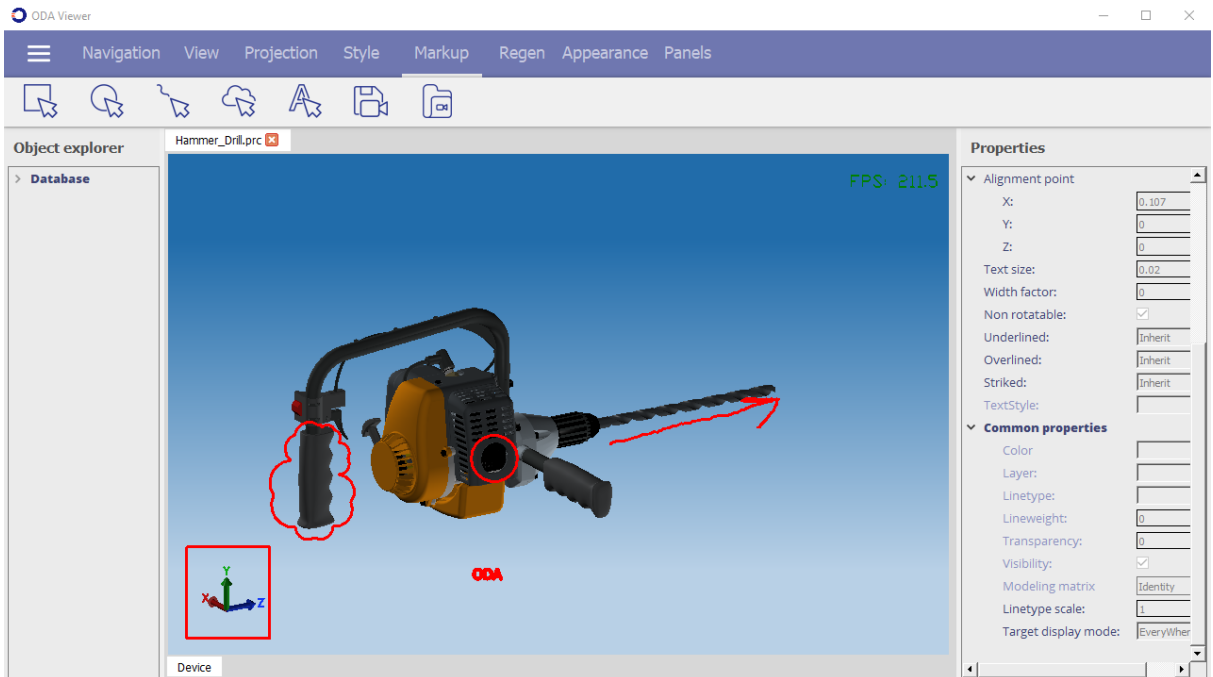 ODA Viewer
Navigation View Projection Style Markup Regen Appearance Panels
Object explorer
Database
Hammer_Drill.prc
FPS: 211.5
Y
X
Z
ODA
Device
Properties
Alignment point
X: 0.107
Y: 0
Z: 0
Text size: 0.02
Width factor: 0
Non rotatable:
Underlined: Inherit
Overlined: Inherit
Striked: Inherit
TextStyle:
Common properties
Color
Layer:
Linetype:
Lineweight: 0
Transparency: 0
Visibility:
Modeling matrix Identity
Linetype scale: 1
Target display mode: EveryWher